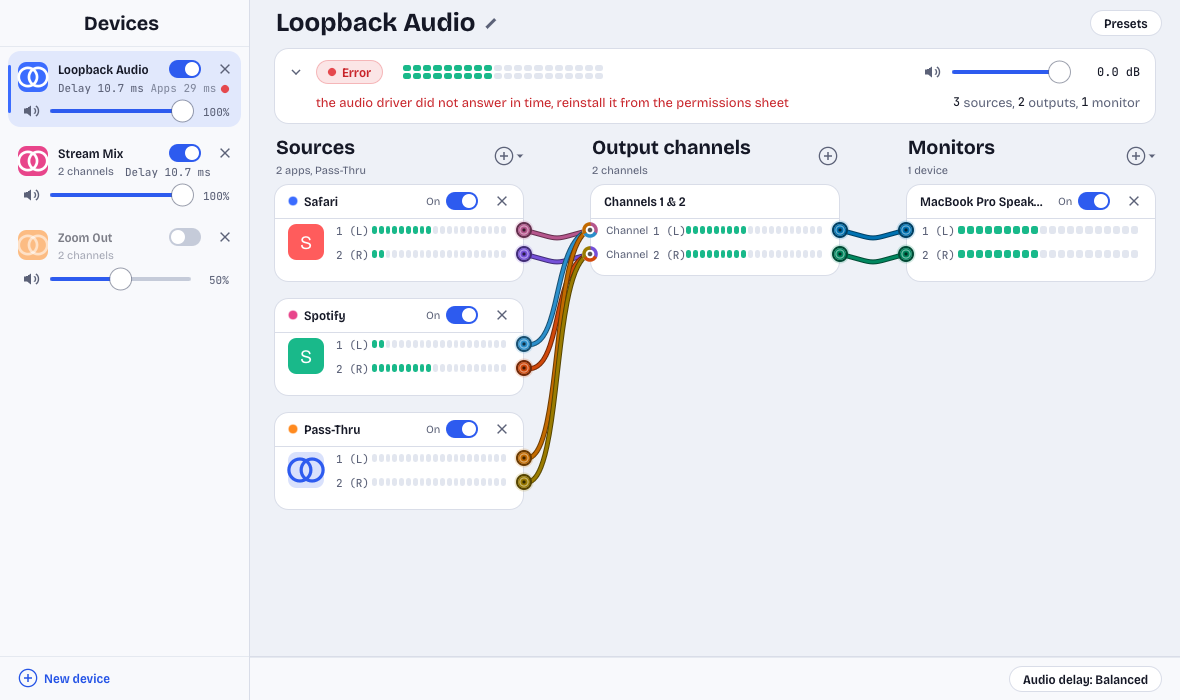 Devices
Loopback Audio
Delay 10.7 ms Apps 29 ms
100%
Stream Mix
2 channels Delay 10.7 ms
100%
Zoom Out
2 channels
50%
New device
Loopback Audio
Presets
Error
0.0 dB
the audio driver did not answer in time, reinstall it from the permissions sheet
3 sources, 2 outputs, 1 monitor
Sources
2 apps, Pass-Thru
Safari On
S
1 (L)
2 (R)
Spotify On
S
1 (L)
2 (R)
Pass-Thru On
1 (L)
2 (R)
Output channels
2 channels
Channels 1 & 2
Channel 1 (L)
Channel 2 (R)
Monitors
1 device
MacBook Pro Speak... On
1 (L)
2 (R)
Audio delay: Balanced